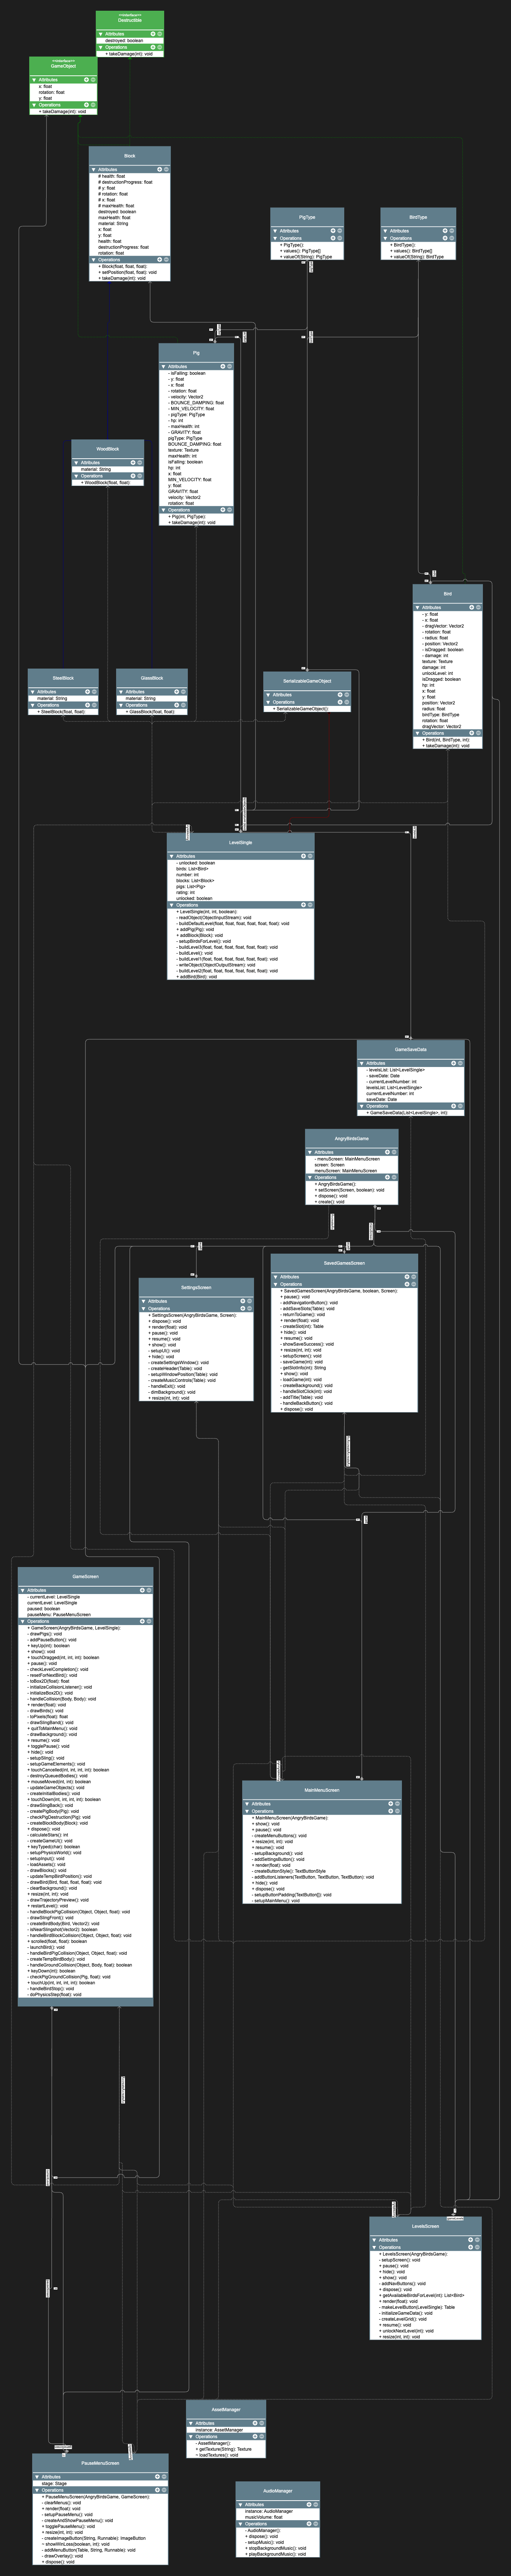 <<interface>>
Destructible
Attributes
destroyed: boolean
Operations
+ takeDamage(int): void
<<interface>>
GameObject
Attributes
x: float
rotation: float
y: float
Operations
+ takeDamage(int): void
Block
Attributes
# health: float
# destructionProgress: float
# y: float
# rotation: float
# x: float
# maxHealth: float
destroyed: boolean
maxHealth: float
material: String
x: float
y: float
health: float
destructionProgress: float
rotation: float
Operations
+ Block(float, float, float):
+ setPosition(float, float): void
+ takeDamage(int): void
PigType
Attributes
Operations
+ PigType():
+ values(): PigType[]
+ valueOf(String): PigType
BirdType
Attributes
Operations
+ BirdType():
+ values(): BirdType[]
+ valueOf(String): BirdType
Pig
Attributes
- isFalling: boolean
- y: float
- x: float
- rotation: float
- velocity: Vector2
- BOUNCE_DAMPING: float
- MIN_VELOCITY: float
- pigType: PigType
- hp: int
- maxHealth: int
- GRAVITY: float
pigType: PigType
BOUNCE_DAMPING: float
texture: Texture
maxHealth: int
isFalling: boolean
hp: int
x: float
MIN_VELOCITY: float
y: float
GRAVITY: float
velocity: Vector2
rotation: float
Operations
+ Pig(int, PigType):
+ takeDamage(int): void
WoodBlock
Attributes
material: String
Operations
+ WoodBlock(float, float):
Bird
Attributes
- y: float
- x: float
- dragVector: Vector2
- rotation: float
- radius: float
- position: Vector2
- isDragged: boolean
- damage: int
texture: Texture
damage: int
unlockLevel: int
isDragged: boolean
hp: int
x: float
y: float
position: Vector2
radius: float
birdType: BirdType
rotation: float
dragVector: Vector2
Operations
+ Bird(int, BirdType, int):
+ takeDamage(int): void
SteelBlock
Attributes
material: String
Operations
+ SteelBlock(float, float):
GlassBlock
Attributes
material: String
Operations
+ GlassBlock(float, float):
SerializableGameObject
Attributes
Operations
+ SerializableGameObject():
LevelSingle
Attributes
- unlocked: boolean
birds: List<Bird>
number: int
blocks: List<Block>
pigs: List<Pig>
rating: int
unlocked: boolean
Operations
+ LevelSingle(int, int, boolean):
- readObject(ObjectInputStream): void
- buildDefaultLevel(float, float, float, float, float): void
+ addPig(Pig): void
+ addBlock(Block): void
- setupBirdsForLevel(): void
- buildLevel3(float, float, float, float, float): void
- buildLevel(): void
- buildLevel1(float, float, float, float, float): void
- writeObject(ObjectOutputStream): void
- buildLevel2(float, float, float, float, float): void
+ addBird(Bird): void
GameSaveData
Attributes
- levelsList: List<LevelSingle>
- saveDate: Date
- currentLevelNumber: int
levelsList: List<LevelSingle>
currentLevelNumber: int
saveDate: Date
Operations
+ GameSaveData(List<LevelSingle>, int):
AngryBirdsGame
Attributes
- menuScreen: MainMenuScreen
screen: Screen
menuScreen: MainMenuScreen
Operations
+ AngryBirdsGame():
+ setScreen(Screen, boolean): void
+ dispose(): void
+ create(): void
SettingsScreen
Attributes
Operations
+ SettingsScreen(AngryBirdsGame, Screen):
+ dispose(): void
+ render(float): void
+ pause(): void
+ resume(): void
+ show(): void
- setupUI(): void
+ hide(): void
- createSettingsWindow(): void
- createHeader(Table): void
- setupWindowPosition(Table): void
- createMusicControls(Table): void
- handleExit(): void
- dimBackground(): void
+ resize(int, int): void
SavedGamesScreen
Attributes
Operations
+ SavedGamesScreen(AngryBirdsGame, boolean, Screen):
+ pause(): void
- addNavigationButton(): void
- addSaveSlots(Table): void
- returnToGame(): void
+ render(float): void
- createSlot(int): Table
+ hide(): void
+ resume(): void
- showSaveSuccess(): void
+ resize(int, int): void
- setupScreen(): void
- saveGame(int): void
- getSlotInfo(int): String
+ show(): void
- loadGame(int): void
- createBackground(): void
- handleSlotClick(int): void
- addTitle(Table): void
- handleBackButton(): void
+ dispose(): void
GameScreen
Attributes
- currentLevel: LevelSingle
currentLevel: LevelSingle
paused: boolean
pauseMenu: PauseMenuScreen
Operations
+ GameScreen(AngryBirdsGame, LevelSingle):
- drawPigs(): void
- addPauseButton(): void
+ keyUp(int): boolean
+ show(): void
+ touchDragged(int, int, int): boolean
+ pause(): void
- checkLevelCompletion(): void
- resetForNextBird(): void
- toBox2D(float): float
- initializeCollisionListener(): void
- initializeBox2D(): void
- handleCollision(Body, Body): void
+ render(float): void
- drawBirds(): void
- toPixels(float): float
- drawSlingBand(): void
+ quitToMainMenu(): void
- drawBackground(): void
+ resume(): void
+ togglePause(): void
+ hide(): void
- setupSling(): void
- setupGameElements(): void
+ touchCancelled(int, int, int, int): boolean
- destroyQueuedBodies(): void
+ mouseMoved(int, int): boolean
- updateGameObjects(): void
- createInitialBodies(): void
+ touchDown(int, int, int, int): boolean
- drawSlingBack(): void
- createPigBody(Pig): void
- checkPigDestruction(Pig): void
- createBlockBody(Block): void
+ dispose(): void
- calculateStars(): int
- createGameUI(): void
+ keyTyped(char): boolean
- setupPhysicsWorld(): void
- setupInput(): void
- loadAssets(): void
- drawBlocks(): void
- updateTempBirdPosition(): void
- drawBird(Bird, float, float, float): void
- clearBackground(): void
+ resize(int, int): void
- drawTrajectoryPreview(): void
+ restartLevel(): void
- handleBlockPigCollision(Object, Object, float): void
- drawSlingFront(): void
- createBirdBody(Bird, Vector2): void
- isNearSlingshot(Vector2): boolean
- handleBirdBlockCollision(Object, Object, float): void
+ scrolled(float, float): boolean
- launchBird(): void
- handleBirdPigCollision(Object, Object, float): void
- createTempBirdBody(): void
- handleGroundCollision(Object, Body, float): boolean
+ keyDown(int): boolean
- checkPigGroundCollision(Pig, float): void
+ touchUp(int, int, int, int): boolean
- handleBirdStop(): void
- doPhysicsStep(float): void
MainMenuScreen
Attributes
Operations
+ MainMenuScreen(AngryBirdsGame):
+ show(): void
+ pause(): void
- createMenuButtons(): void
+ resize(int, int): void
+ resume(): void
- setupBackground(): void
- addSettingsButton(): void
+ render(float): void
- createButtonStyle(): TextButtonStyle
- addButtonListeners(TextButton, TextButton, TextButton): void
+ hide(): void
+ dispose(): void
- setupButtonPadding(TextButton[]): void
- setupMainMenu(): void
LevelsScreen
Attributes
Operations
+ LevelsScreen(AngryBirdsGame):
- setupScreen(): void
+ pause(): void
+ hide(): void
+ show(): void
- addNavButtons(): void
+ dispose(): void
+ getAvailableBirdsForLevel(int): List<Bird>
+ render(float): void
- makeLevelButton(LevelSingle): Table
- initializeGameData(): void
- createLevelGrid(): void
+ resume(): void
+ unlockNextLevel(int): void
+ resize(int, int): void
AssetManager
Attributes
instance: AssetManager
Operations
- AssetManager():
+ getTexture(String): Texture
- loadTextures(): void
PauseMenuScreen
Attributes
stage: Stage
Operations
+ PauseMenuScreen(AngryBirdsGame, GameScreen):
- clearMenus(): void
+ render(float): void
- setupPauseMenu(): void
- createAndShowPauseMenu(): void
+ togglePauseMenu(): void
- createImageButton(String, Runnable): ImageButton
+ showWinLoss(boolean, int): void
- addMenuButton(Table, String, Runnable): void
- drawOverlay(): void
+ dispose(): void
AudioManager
Attributes
instance: AudioManager
musicVolume: float
Operations
- AudioManager():
+ dispose(): void
- setupMusic(): void
+ stopBackgroundMusic(): void
+ playBackgroundMusic(): void